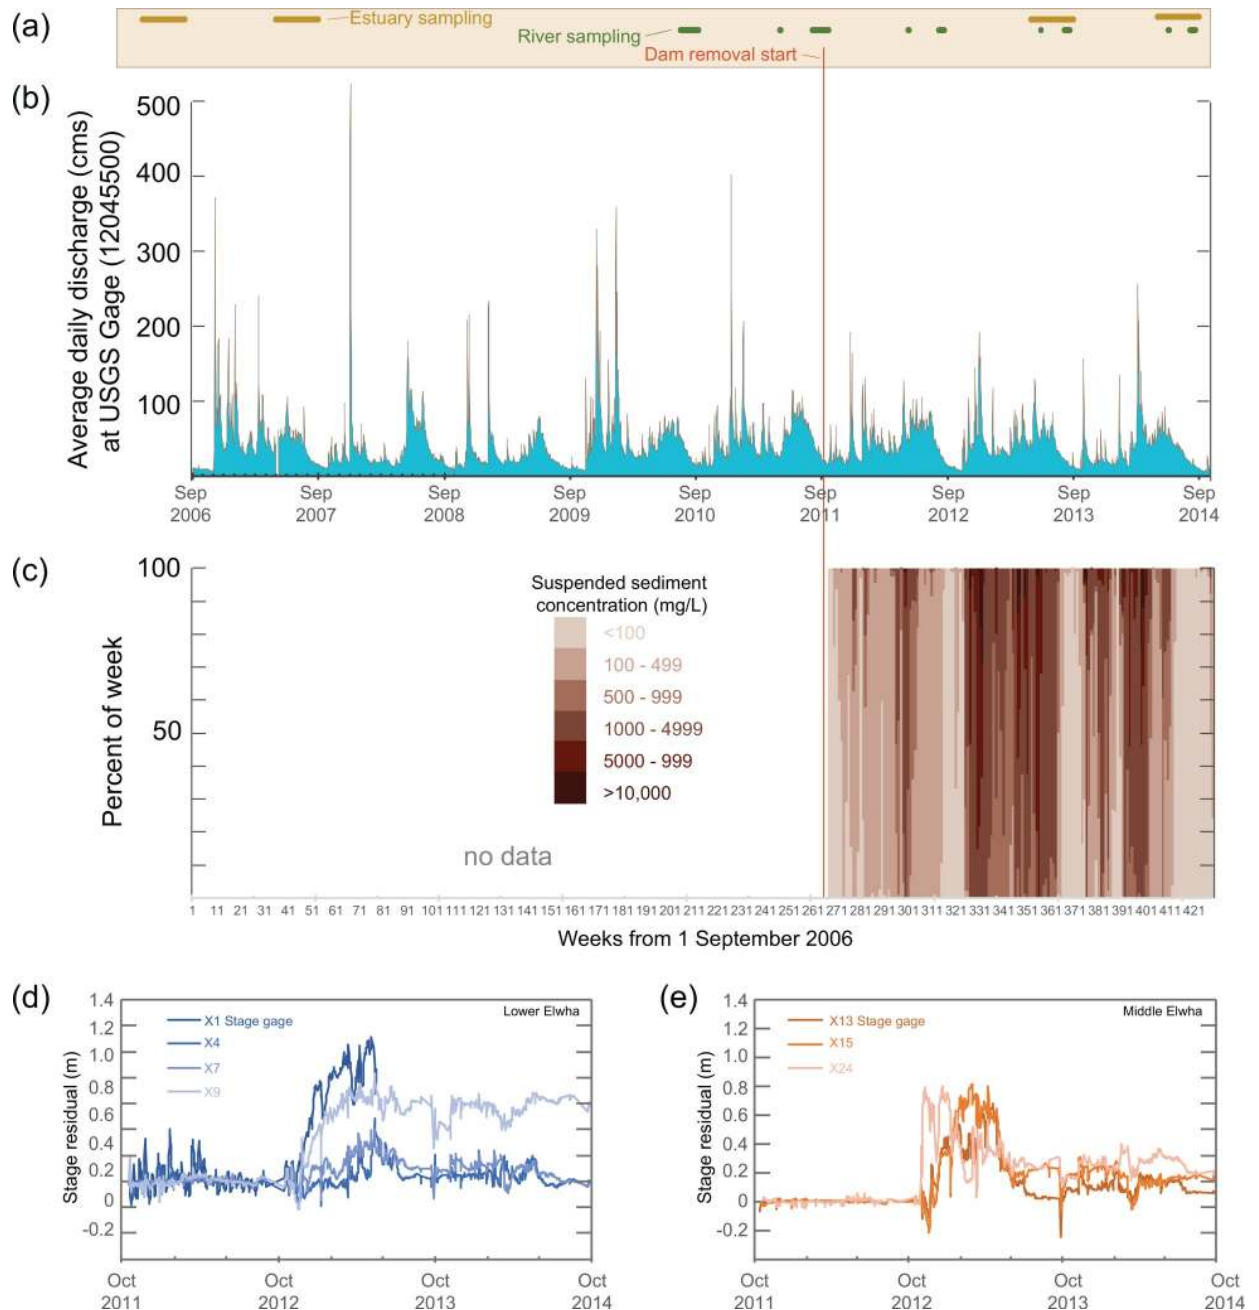 (a)
Estuary sampling
River sampling
Dam removal start
(b)
Average daily discharge (cms)
at USGS Gage (12045500)
500
400
300
200
100
Sep Sep Sep Sep Sep Sep Sep Sep Sep
2006 2007 2008 2009 2010 2011 2012 2013 2014
(c)
Percent of week
100
50
Suspended sediment
concentration (mg/L)
<100
100 - 499
500 - 999
1000 - 4999
5000 - 999
>10,000
no data
1 11 21 31 41 51 61 71 81 91 101 111 121 131 141 151 161 171 181 191 201 211 221 231 241 251 261 271 281 291 301 311 321 331 341 351 361 371 381 391 401 411 421
Weeks from 1 September 2006
(d)
Stage residual (m)
1.4
1.2
1.0
0.8
0.6
0.4
0.2
0
-0.2
X1 Stage gage
X4
X7
X9
Lower Elwha
Oct Oct Oct Oct
2011 2012 2013 2014
(e)
Stage residual (m)
1.4
1.2
1.0
0.8
0.6
0.4
0.2
0
-0.2
X13 Stage gage
X15
X24
Middle Elwha
Oct Oct Oct Oct
2011 2012 2013 2014